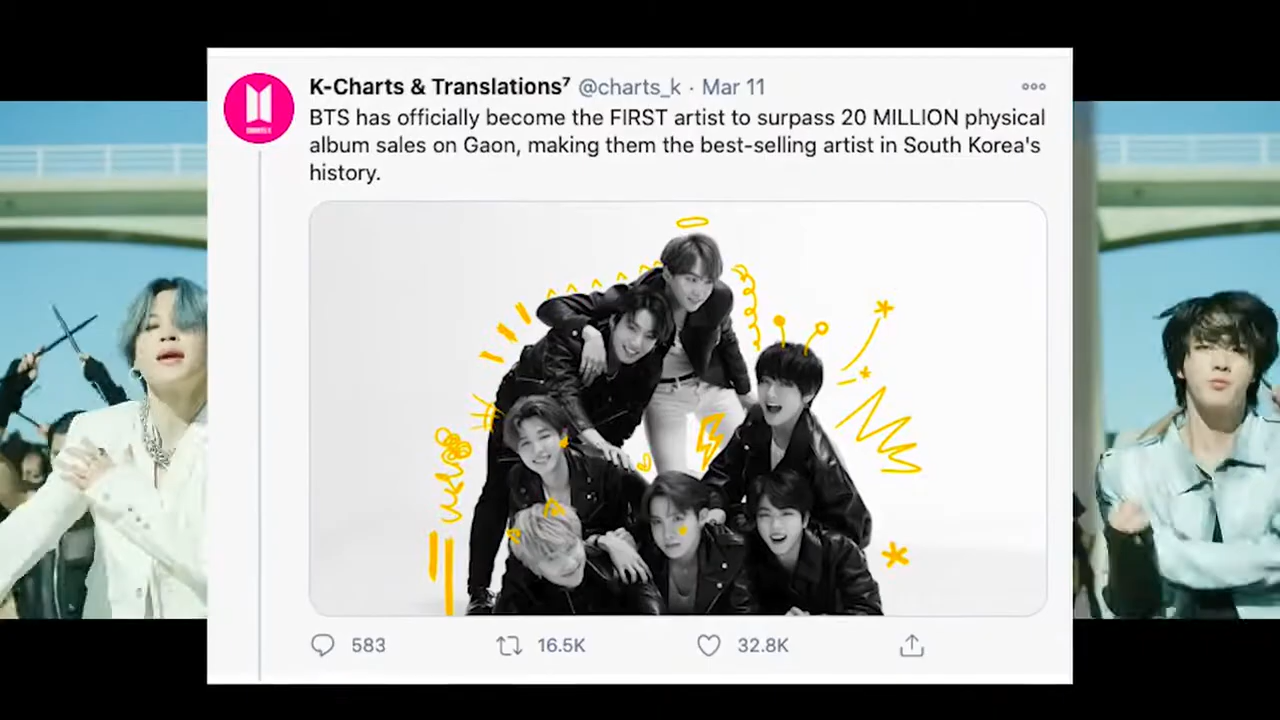 K-Charts & Translations⁷ @charts_k · Mar 11
BTS has officially become the FIRST artist to surpass 20 MILLION physical
album sales on Gaon, making them the best-selling artist in South Korea's
history.
583 16.5K 32.8K